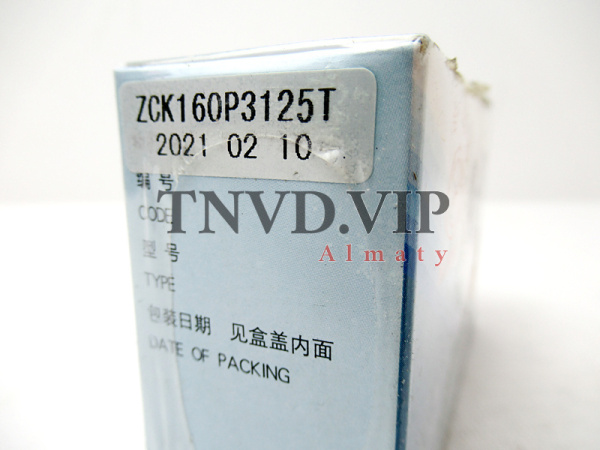 ZCK160P3125T
2021 02 10
编号
TNVD.VIP
CODE
Almaty
型号
TYPE
包装日期 见盒盖内面
DATE OF PACKING